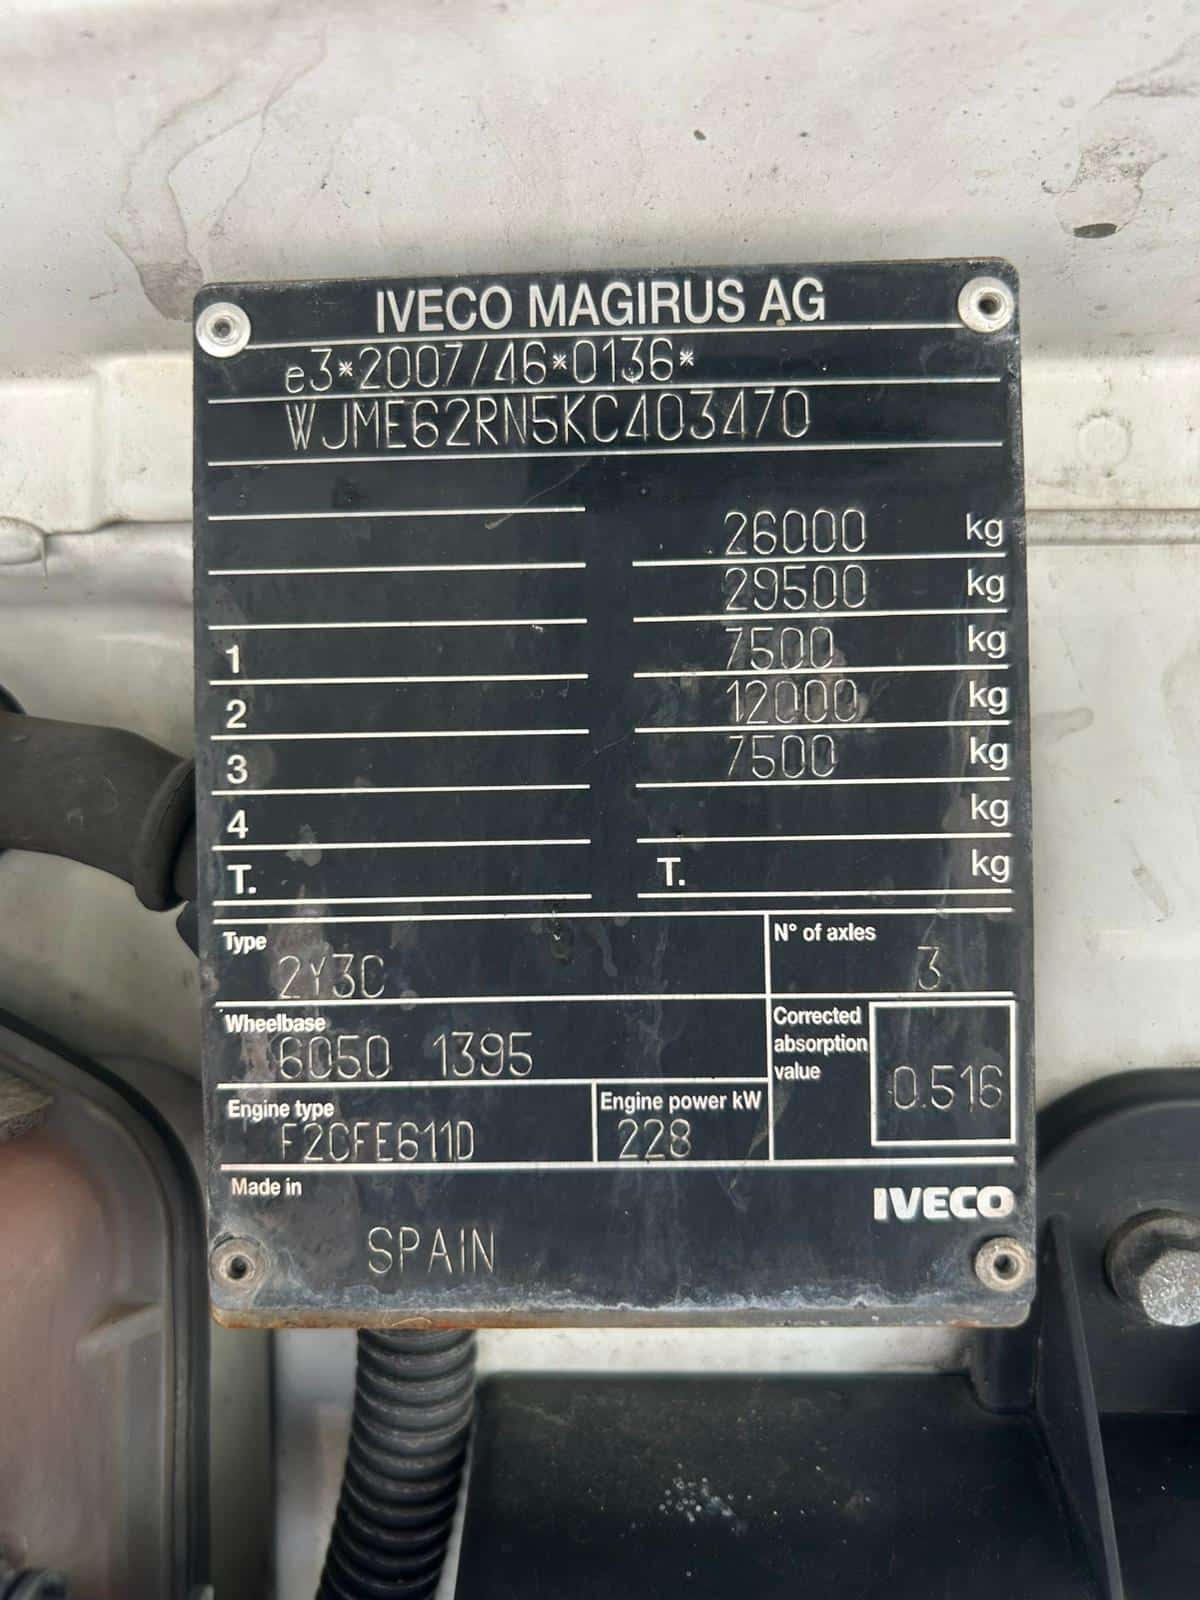 IVECO MAGIRUS AG
e3*2007/46*0136*
WJME62RN5KC403470
26000 kg
29500 kg
1 7500 kg
2 12000 kg
3 7500 kg
4 kg
T. T. kg
Type N° of axles
2Y3C 3
Wheelbase Corrected absorption value
6050 1395 0.516
Engine type Engine power kW
F2CFE611D 228
Made in IVECO
SPAIN